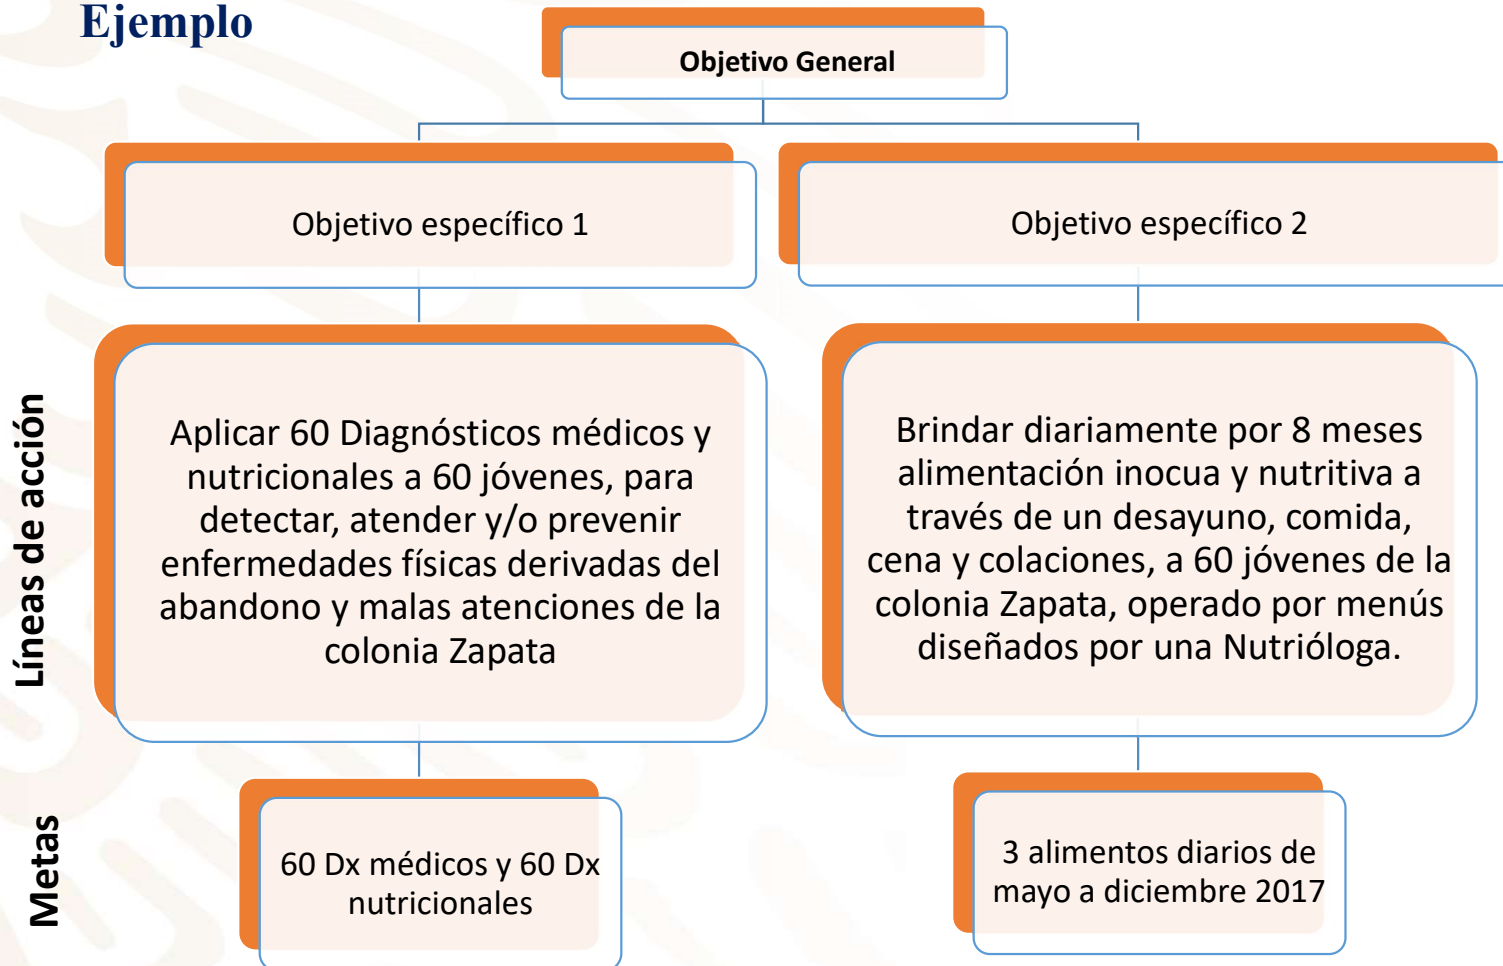 Ejemplo
Objetivo General
Objetivo específico 1
Objetivo específico 2
Líneas de acción
Aplicar 60 Diagnósticos médicos y
nutricionales a 60 jóvenes, para
detectar, atender y/o prevenir
enfermedades físicas derivadas del
abandono y malas atenciones de la
colonia Zapata
Brindar diariamente por 8 meses
alimentación inocua y nutritiva a
través de un desayuno, comida,
cena y colaciones, a 60 jóvenes de la
colonia Zapata, operado por menús
diseñados por una Nutrióloga.
Metas
60 Dx médicos y 60 Dx
nutricionales
3 alimentos diarios de
mayo a diciembre 2017